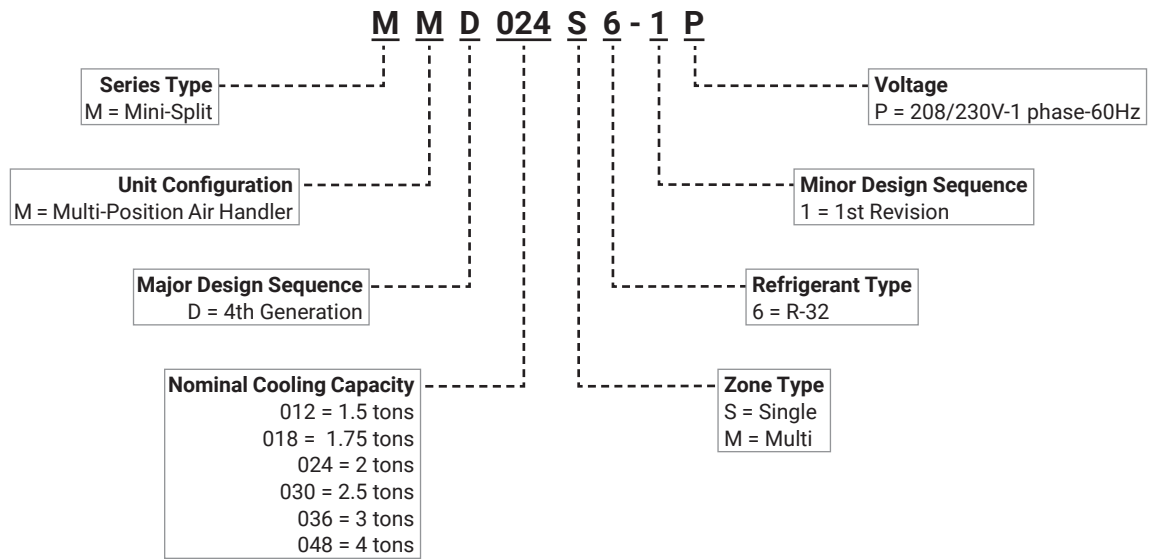 M M D 024 S 6 - 1 P
Series Type
M = Mini-Split
Voltage
P = 208/230V-1 phase-60Hz
Unit Configuration
M = Multi-Position Air Handler
Minor Design Sequence
1 = 1st Revision
Major Design Sequence
D = 4th Generation
Refrigerant Type
6 = R-32
Nominal Cooling Capacity
012 = 1.5 tons
018 = 1.75 tons
024 = 2 tons
030 = 2.5 tons
036 = 3 tons
048 = 4 tons
Zone Type
S = Single
M = Multi